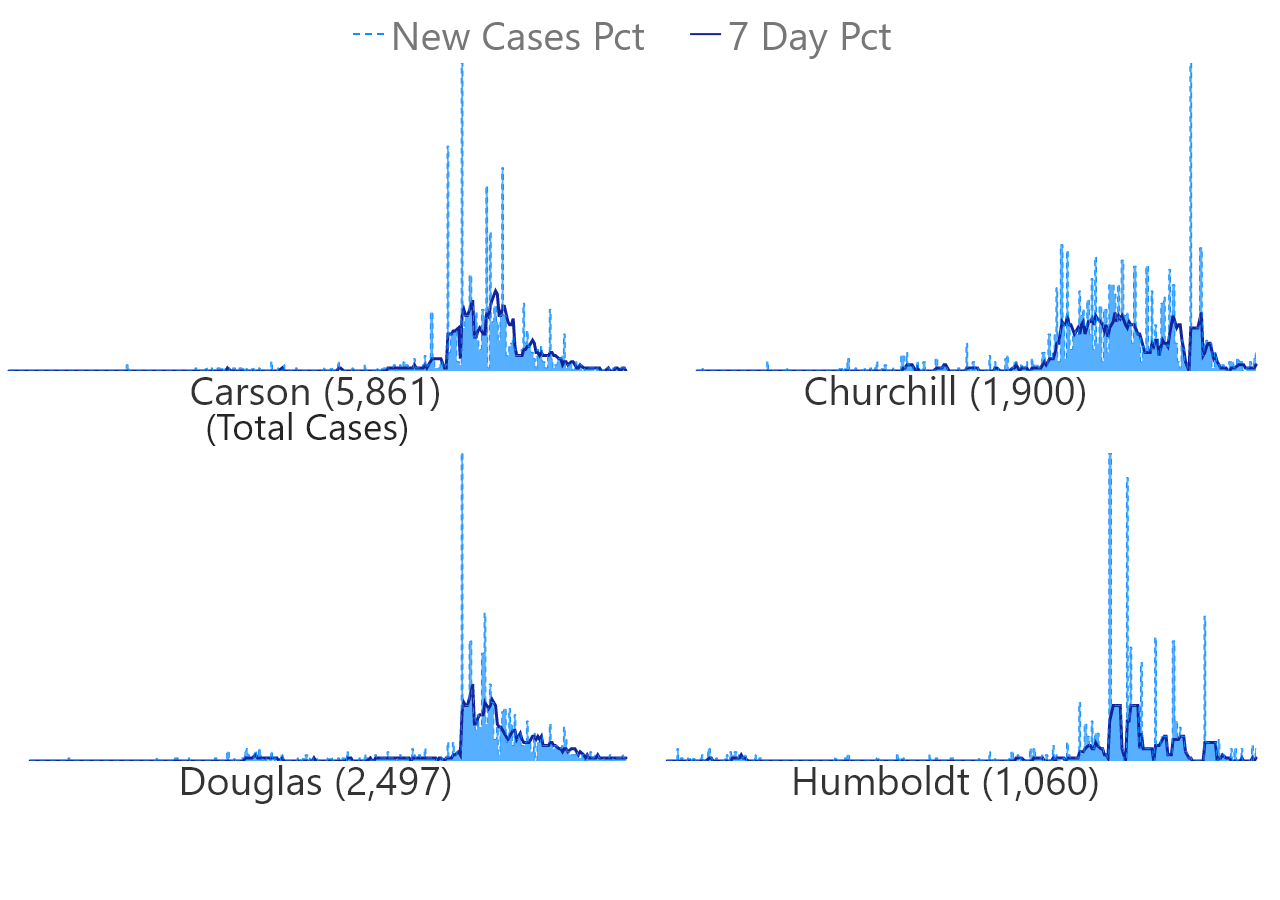 New Cases Pct 7 Day Pct
Carson (5,861) Churchill (1,900)
(Total Cases)
Douglas (2,497) Humboldt (1,060)